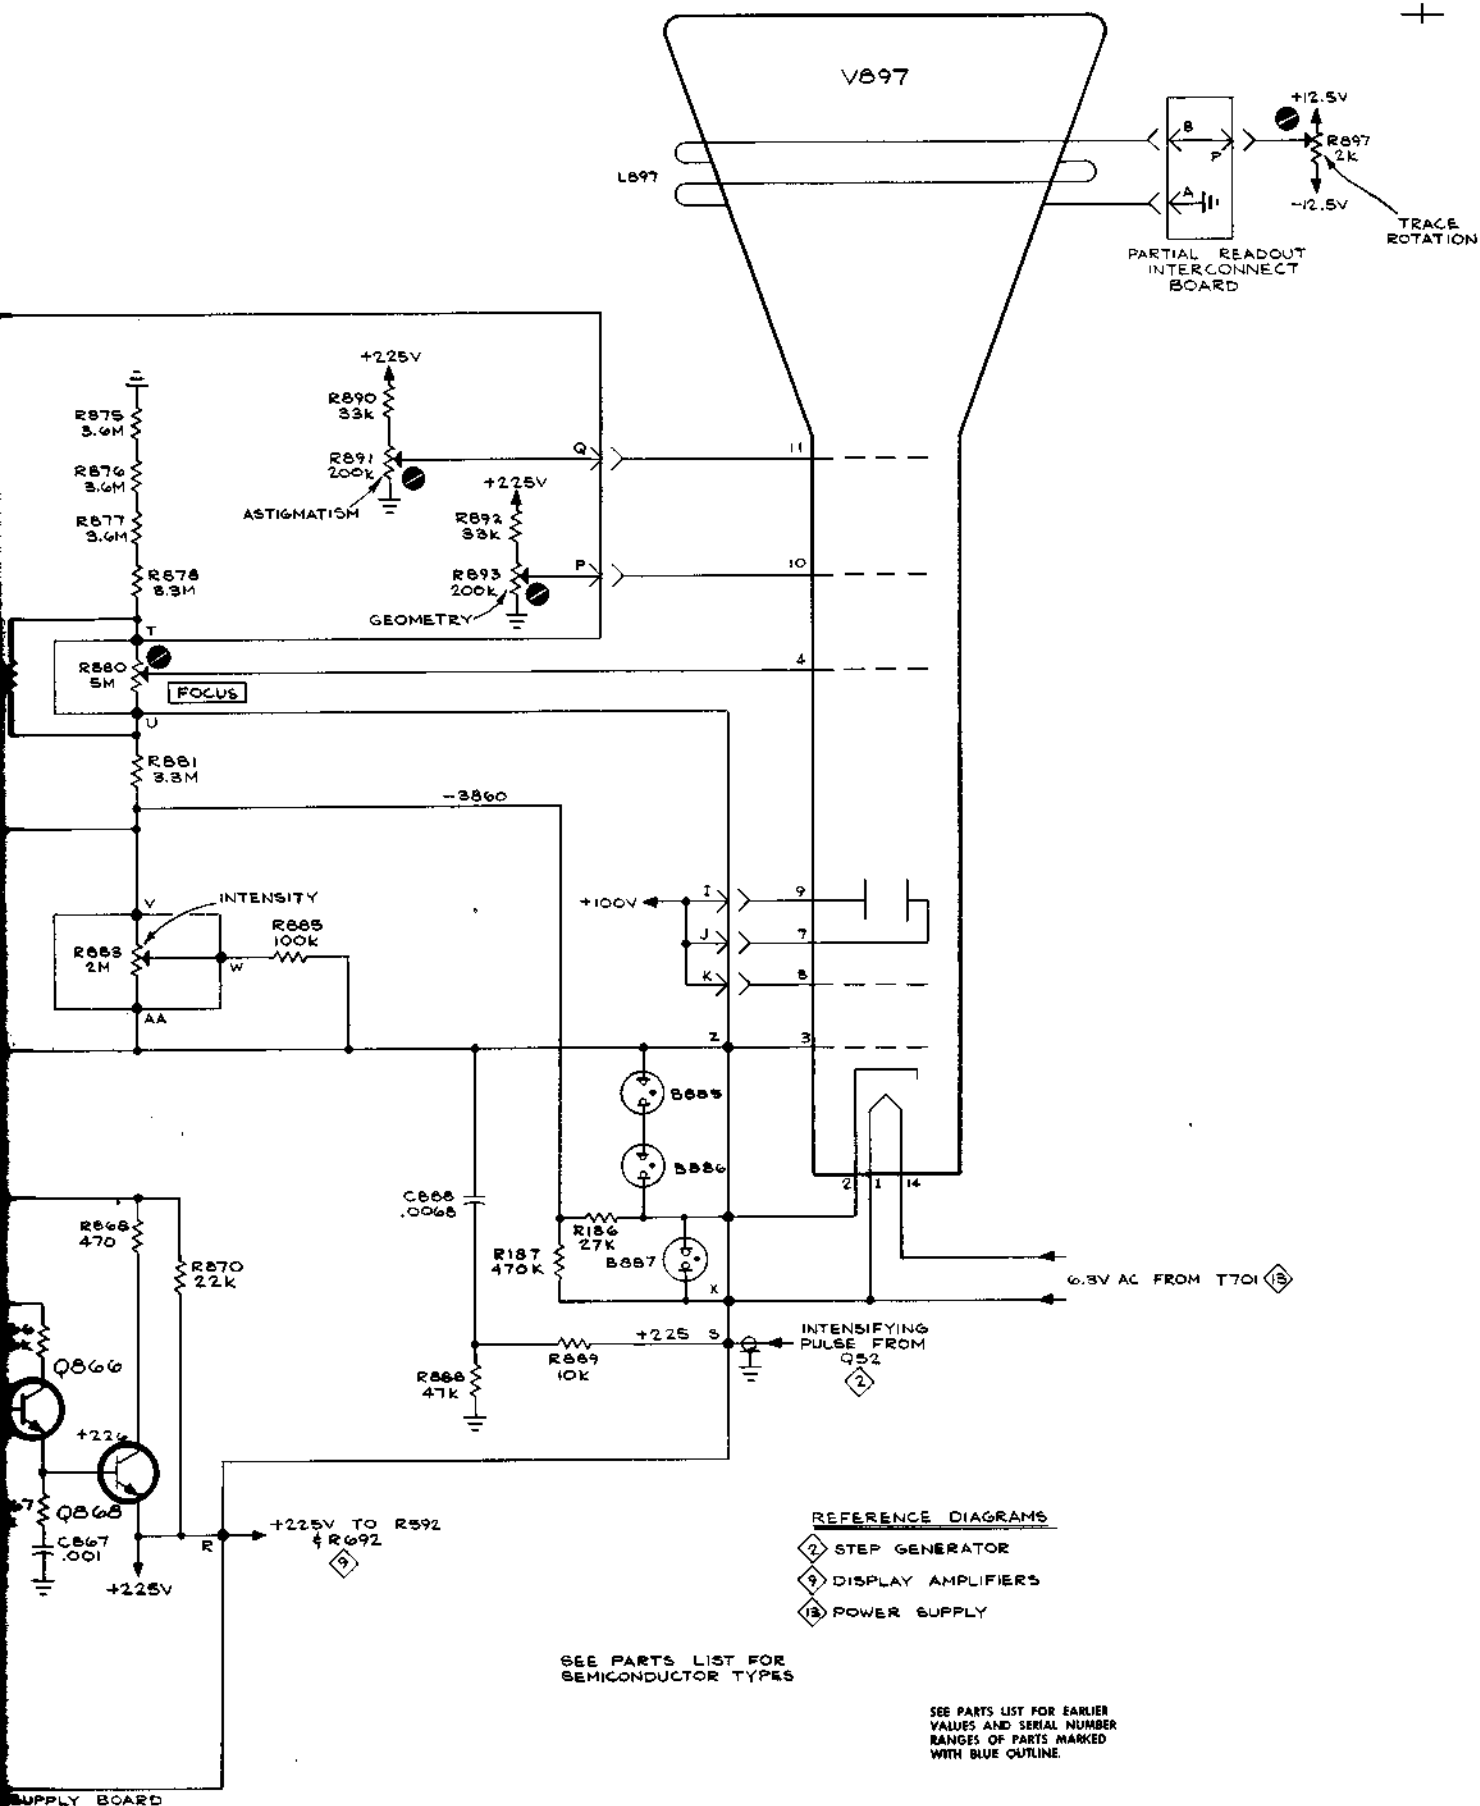 V897
+12.5V
B
R897
2K
P
L897
A
-12.5V
TRACE
ROTATION
PARTIAL READOUT
INTERCONNECT
BOARD
+225V
R890
33K
R875
3.6M
Q
11
R891
200K
R876
3.6M
+225V
ASTIGMATISM
R892
33K
R877
3.6M
P
10
R878
3.3M
R893
200K
GEOMETRY
T
4
R880
5M
FOCUS
U
R881
3.3M
-3860
V
INTENSITY
+100V
I
9
R885
100K
J
7
R883
2M
W
K
8
AA
Z
3
B885
B886
2
1
14
C888
.0068
R868
470
R186
27K
R187
470K
B887
R870
22K
X
6.3V AC FROM T701 13
+225
S
INTENSIFYING
PULSE FROM
Q52
2
R889
10K
Q866
R888
47K
+226
Q868
C867
.001
R
+225V TO R592
& R692
9
+225V
REFERENCE DIAGRAMS
2 STEP GENERATOR
9 DISPLAY AMPLIFIERS
13 POWER SUPPLY
SEE PARTS LIST FOR
SEMICONDUCTOR TYPES
SEE PARTS LIST FOR EARLIER
VALUES AND SERIAL NUMBER
RANGES OF PARTS MARKED
WITH BLUE OUTLINE.
SUPPLY BOARD